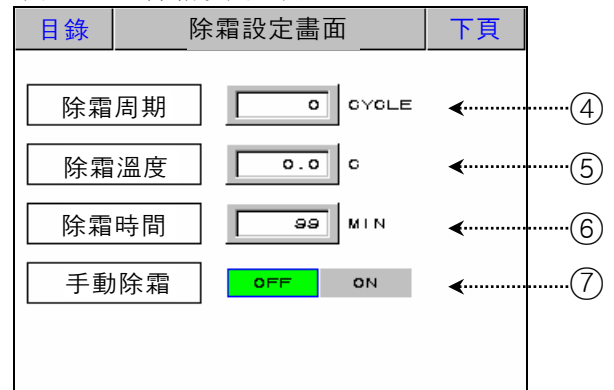 目錄 除霜設定畫面 下頁
除霜周期 0 CYCLE ④
除霜溫度 0.0 C ⑤
除霜時間 99 MIN ⑥
手動除霜 OFF ON ⑦